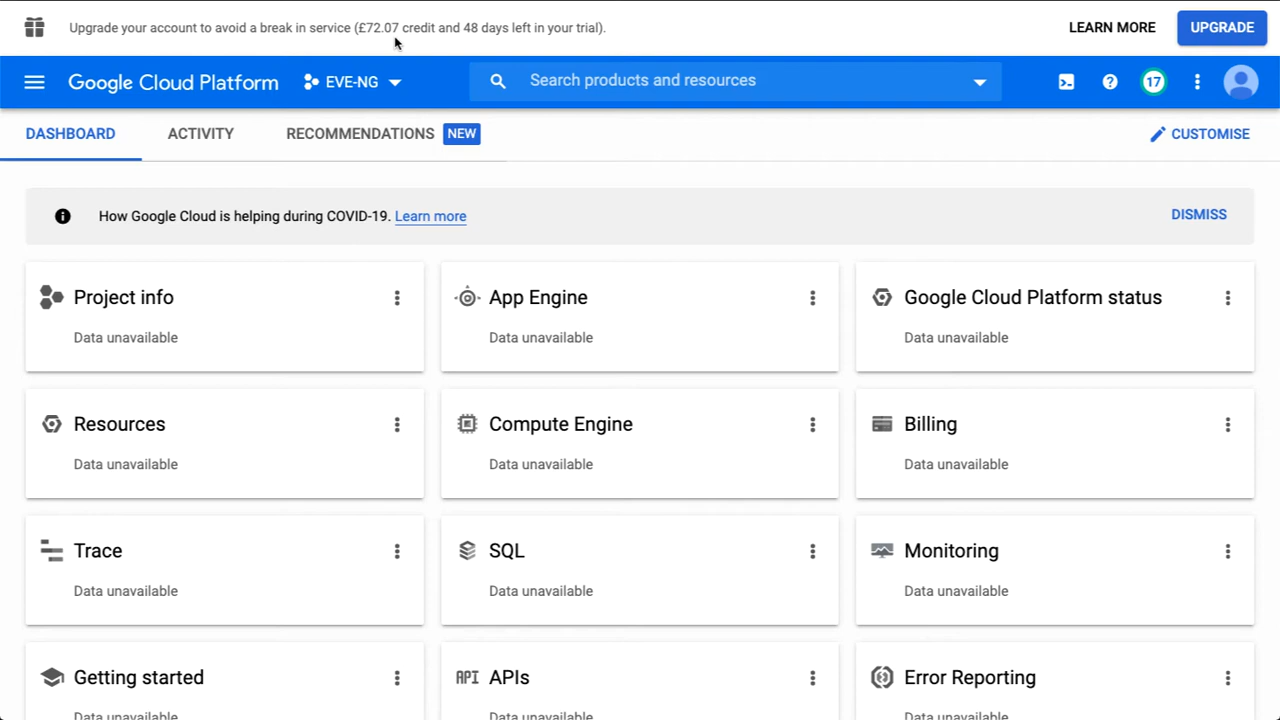 Upgrade your account to avoid a break in service (£72.07 credit and 48 days left in your trial).
LEARN MORE
UPGRADE
Google Cloud Platform
EVE-NG
Search products and resources
17
DASHBOARD
ACTIVITY
RECOMMENDATIONS NEW
CUSTOMISE
How Google Cloud is helping during COVID-19. Learn more
DISMISS
Project info
Data unavailable
App Engine
Data unavailable
Google Cloud Platform status
Data unavailable
Resources
Data unavailable
Compute Engine
Data unavailable
Billing
Data unavailable
Trace
Data unavailable
SQL
Data unavailable
Monitoring
Data unavailable
Getting started
Data unavailable
API APIs
Data unavailable
Error Reporting
Data unavailable